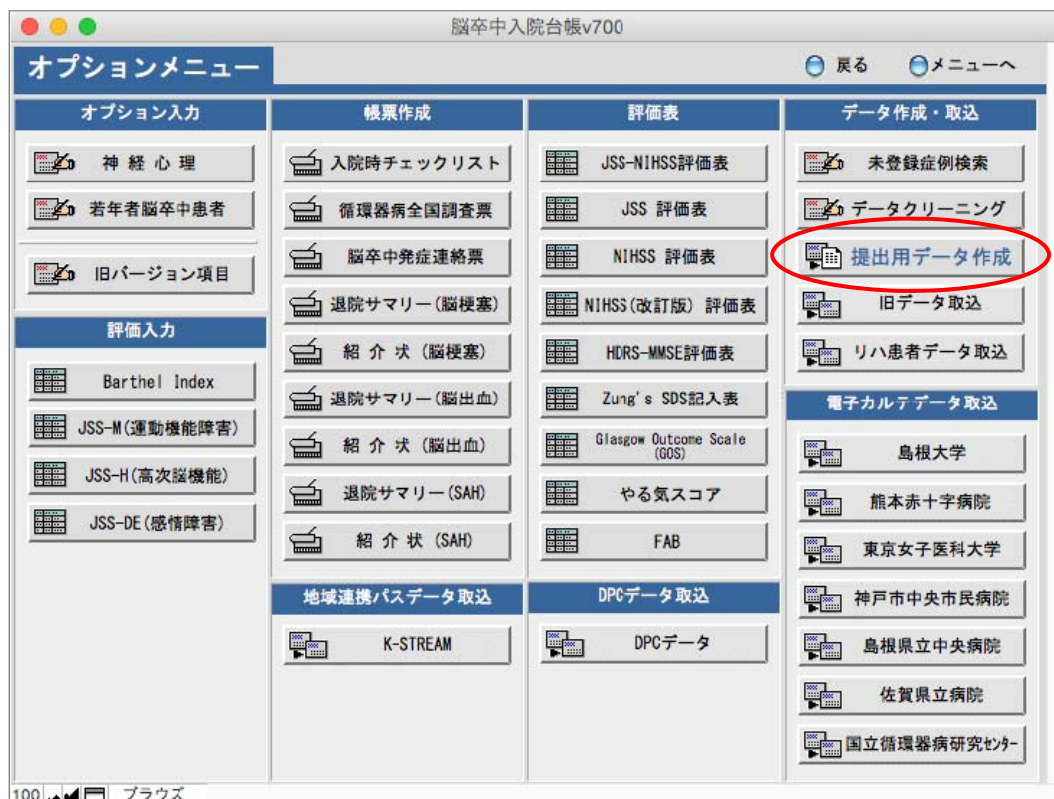 脳卒中入院台帳v700
オプションメニュー
戻る
メニューへ
オプション入力
神 経 心 理
若年者脳卒中患者
旧バージョン項目
評価入力
Barthel Index
JSS-M(運動機能障害)
JSS-H(高次脳機能)
JSS-DE(感情障害)
帳票作成
入院時チェックリスト
循環器病全国調査票
脳卒中発症連絡票
退院サマリー(脳梗塞)
紹 介 状 (脳梗塞)
退院サマリー(脳出血)
紹 介 状 (脳出血)
退院サマリー(SAH)
紹 介 状 (SAH)
地域連携パスデータ取込
K-STREAM
評価表
JSS-NIHSS評価表
JSS 評価表
NIHSS 評価表
NIHSS(改訂版) 評価表
HDRS-MMSE評価表
Zung's SDS記入表
Glasgow Outcome Scale
(GOS)
やる気スコア
FAB
DPCデータ取込
DPCデータ
データ作成・取込
未登録症例検索
データクリーニング
提出用データ作成
旧データ取込
リハ患者データ取込
電子カルテデータ取込
島根大学
熊本赤十字病院
東京女子医科大学
神戸市中央市民病院
島根県立中央病院
佐賀県立病院
国立循環器病研究センター
100
ブラウズ